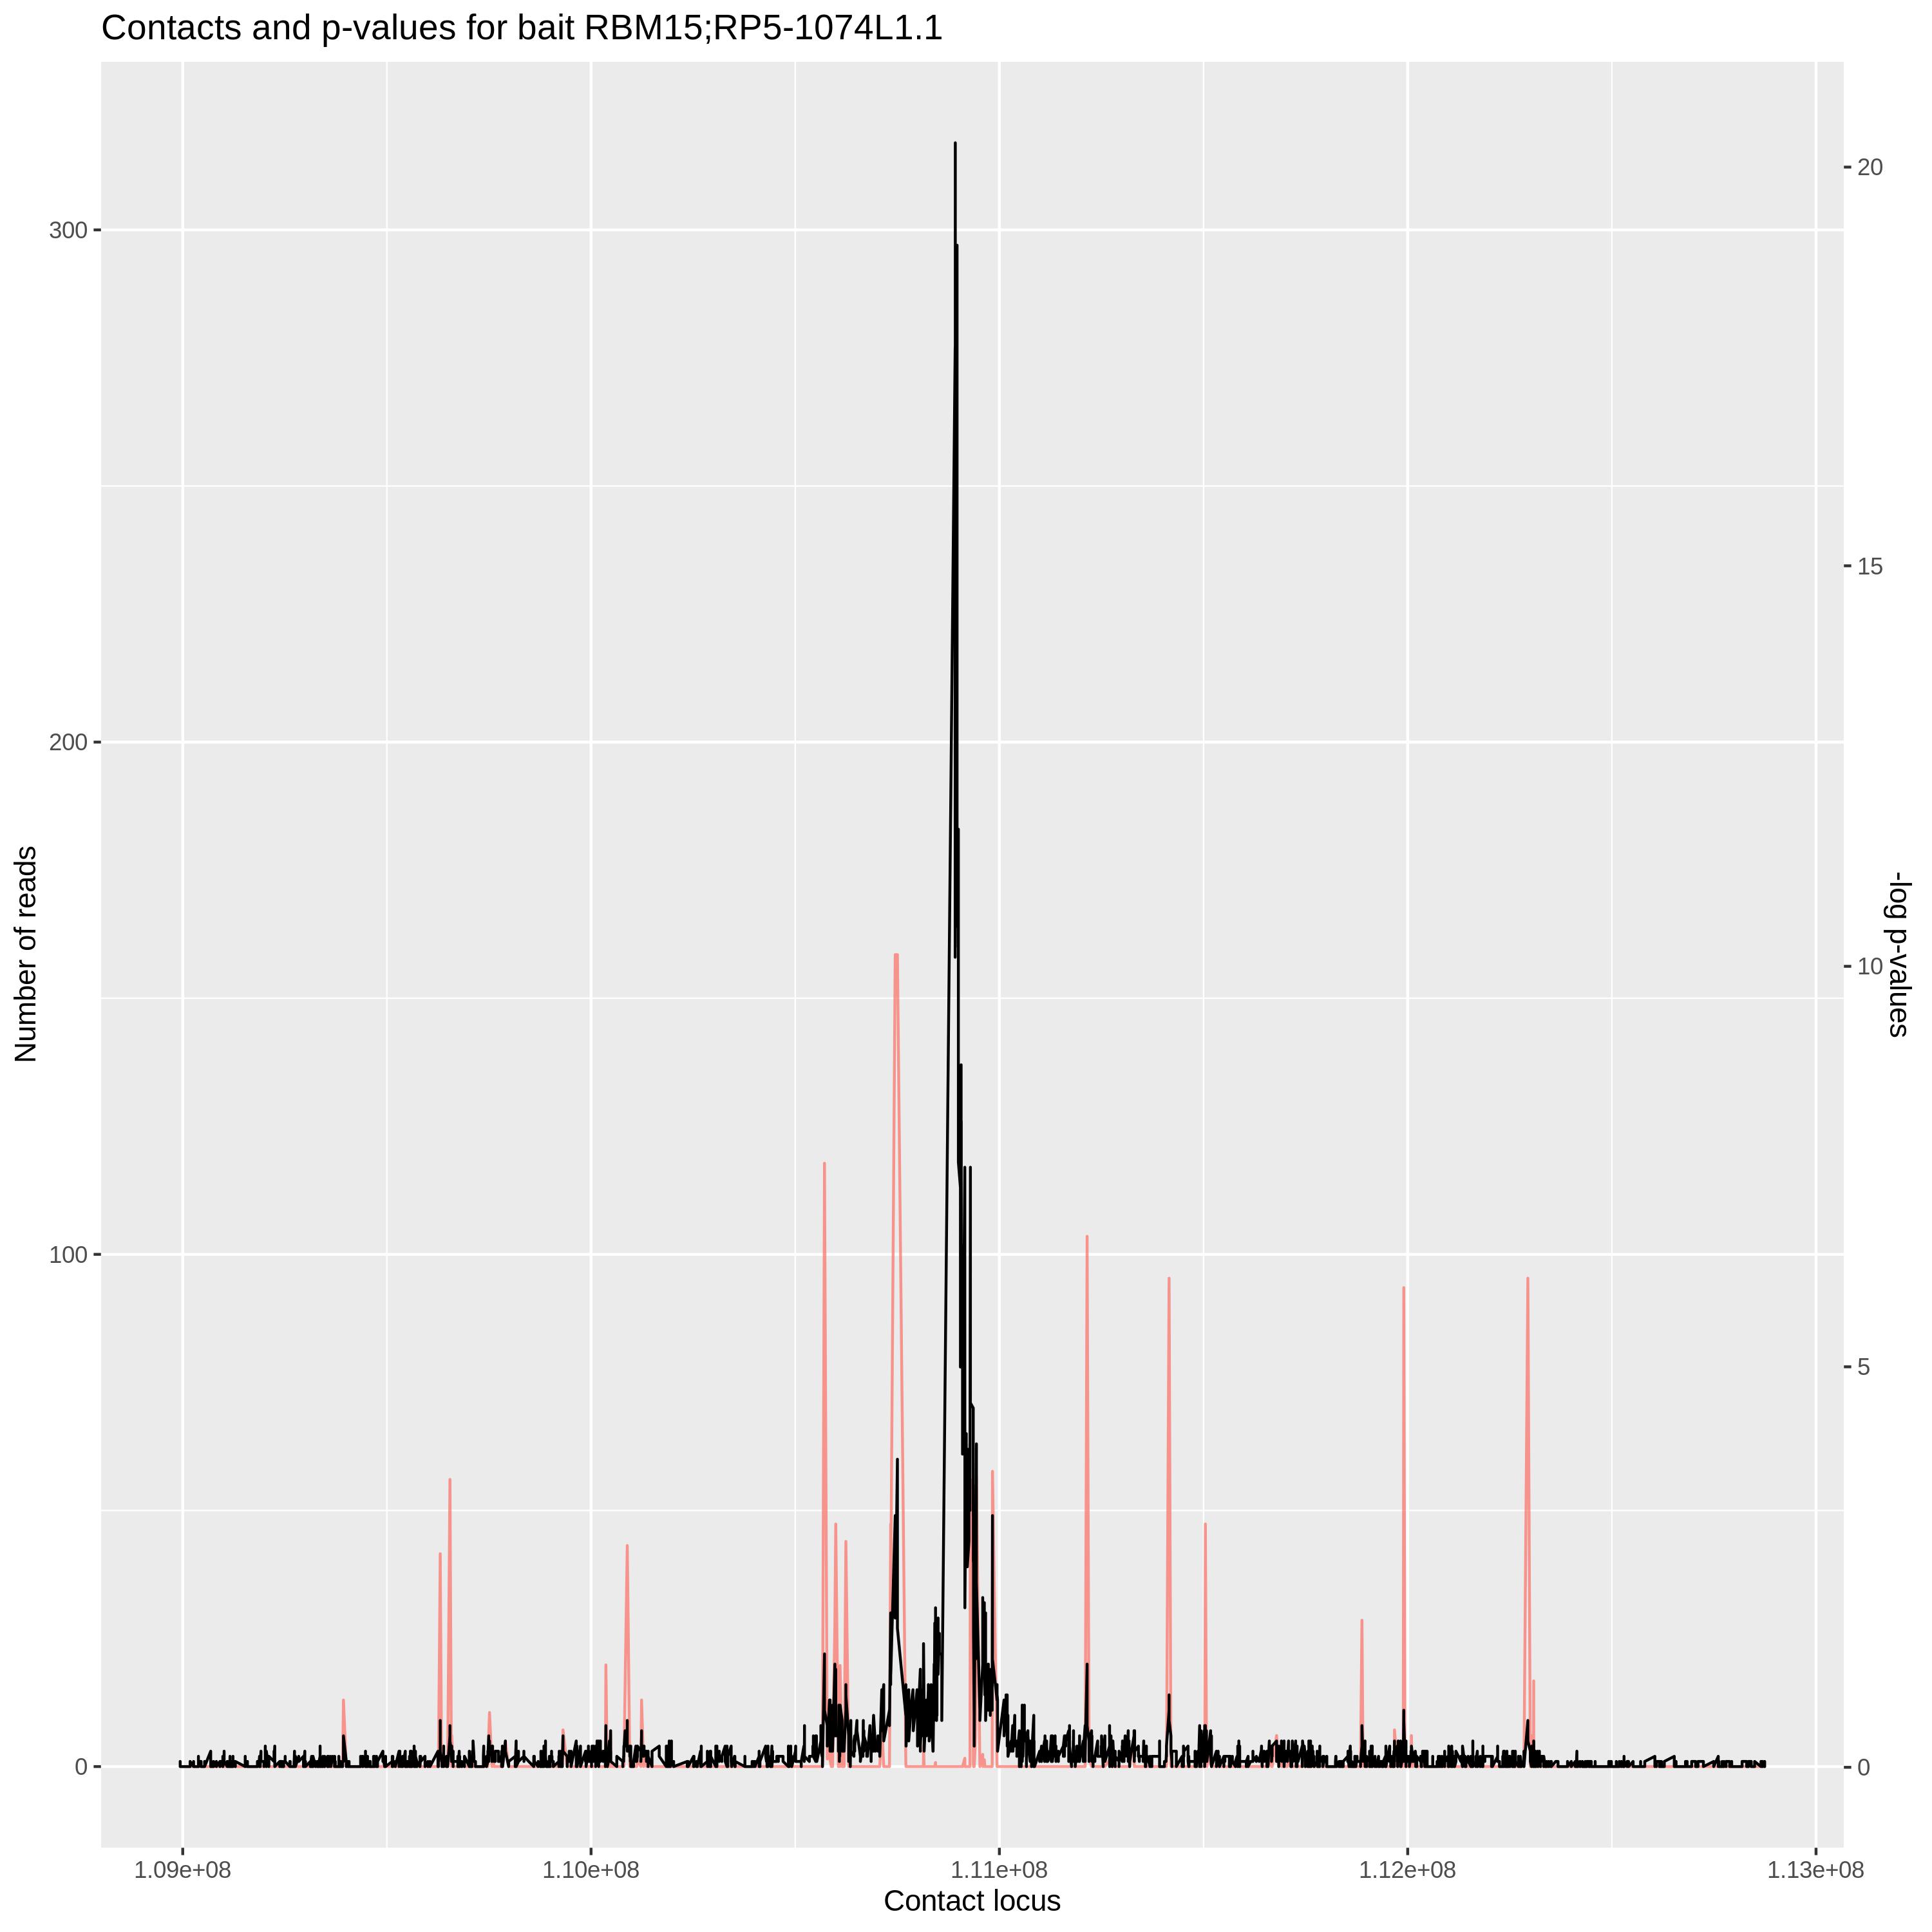 Contacts and p-values for bait RBM15;RP5-1074L1.1
20
300
15
200
Number of reads
-log p-values
10
100
5
0
0
1.09e+08
1.10e+08
1.11e+08
1.12e+08
1.13e+08
Contact locus